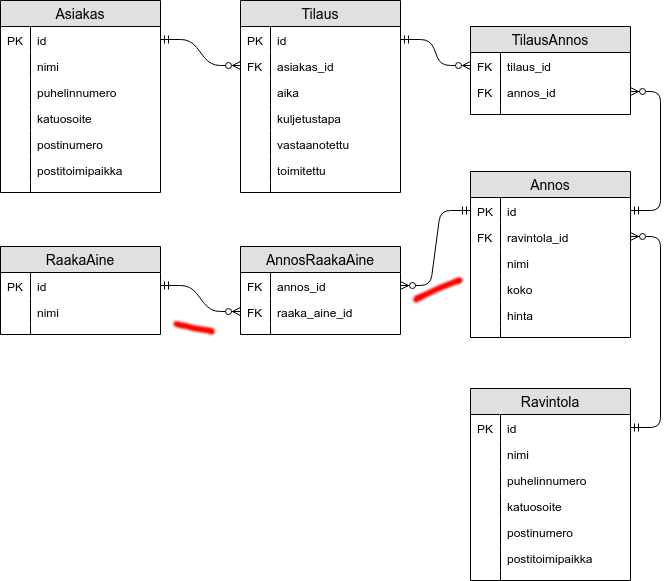 Asiakas
PK id
nimi
puhelinnumero
katuosoite
postinumero
postitoimipaikka
Tilaus
PK id
FK asiakas_id
aika
kuljetustapa
vastaanotettu
toimitettu
TilausAnnos
FK tilaus_id
FK annos_id
RaakaAine
PK id
nimi
AnnosRaakaAine
FK annos_id
FK raaka_aine_id
Annos
PK id
FK ravintola_id
nimi
koko
hinta
Ravintola
PK id
nimi
puhelinnumero
katuosoite
postinumero
postitoimipaikka